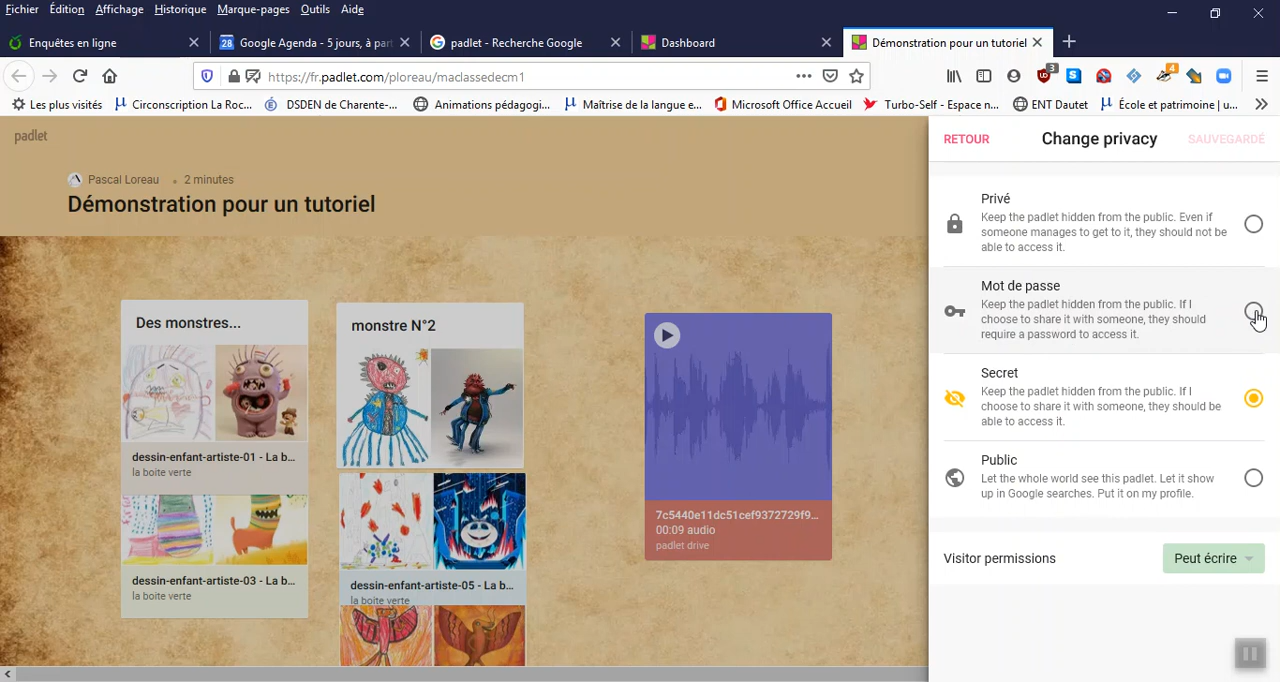 Fichier Édition Affichage Historique Marque-pages Outils Aide
Enquêtes en ligne
Google Agenda - 5 jours, à part
padlet - Recherche Google
Dashboard
Démonstration pour un tutoriel
https://fr.padlet.com/ploreau/maclassedecm1
3
4
Les plus visités
Circonscription La Roc...
DSDEN de Charente-...
Animations pédagogi...
Maîtrise de la langue e...
Microsoft Office Accueil
Turbo-Self - Espace n...
ENT Dautet
École et patrimoine | u...
padlet
Pascal Loreau • 2 minutes
Démonstration pour un tutoriel
Des monstres...
dessin-enfant-artiste-01 - La b...
la boite verte
dessin-enfant-artiste-03 - La b...
la boite verte
monstre N°2
dessin-enfant-artiste-05 - La b...
la boite verte
7c5440e11dc51cef9372729f9...
00:09 audio
padlet drive
RETOUR Change privacy SAUVEGARDÉ
Privé
Keep the padlet hidden from the public. Even if
someone manages to get to it, they should not be
able to access it.
Mot de passe
Keep the padlet hidden from the public. If I
choose to share it with someone, they should
require a password to access it.
Secret
Keep the padlet hidden from the public. If I
choose to share it with someone, they should be
able to access it.
Public
Let the whole world see this padlet. Let it show
up in Google searches. Put it on my profile.
Visitor permissions Peut écrire